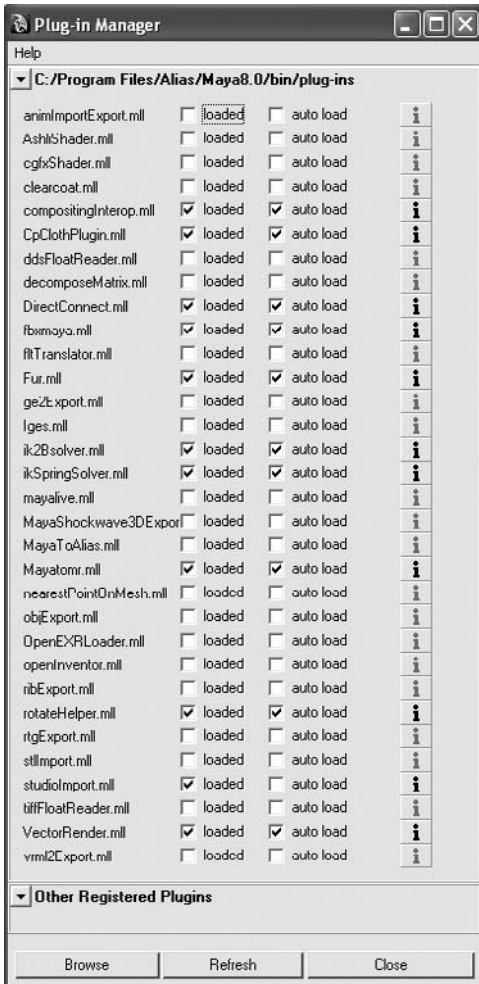 Plug-in Manager
Help
C:/Program Files/Alias/Maya8.0/bin/plug-ins
animImportExport.mll loaded auto load i
AshliShader.mll loaded auto load i
cgfxShader.mll loaded auto load i
clearcoat.mll loaded auto load i
compositingInterop.mll loaded auto load i
CpClothPlugin.mll loaded auto load i
ddsFloatReader.mll loaded auto load i
decomposeMatrix.mll loaded auto load i
DirectConnect.mll loaded auto load i
fbxmaya.mll loaded auto load i
fltTranslator.mll loaded auto load i
Fur.mll loaded auto load i
ge2Export.mll loaded auto load i
Iges.mll loaded auto load i
ik2Bsolver.mll loaded auto load i
ikSpringSolver.mll loaded auto load i
mayalive.mll loaded auto load i
MayaShockwave3DExpor loaded auto load i
MayaToAlias.mll loaded auto load i
Mayatomr.mll loaded auto load i
nearestPointOnMesh.mll loaded auto load i
objExport.mll loaded auto load i
OpenEXRLoader.mll loaded auto load i
openInventor.mll loaded auto load i
ribExport.mll loaded auto load i
rotateHelper.mll loaded auto load i
rtgExport.mll loaded auto load i
stlImport.mll loaded auto load i
studioImport.mll loaded auto load i
tiffFloatReader.mll loaded auto load i
VectorRender.mll loaded auto load i
vrml2Export.mll loaded auto load i
Other Registered Plugins
Browse Refresh Close